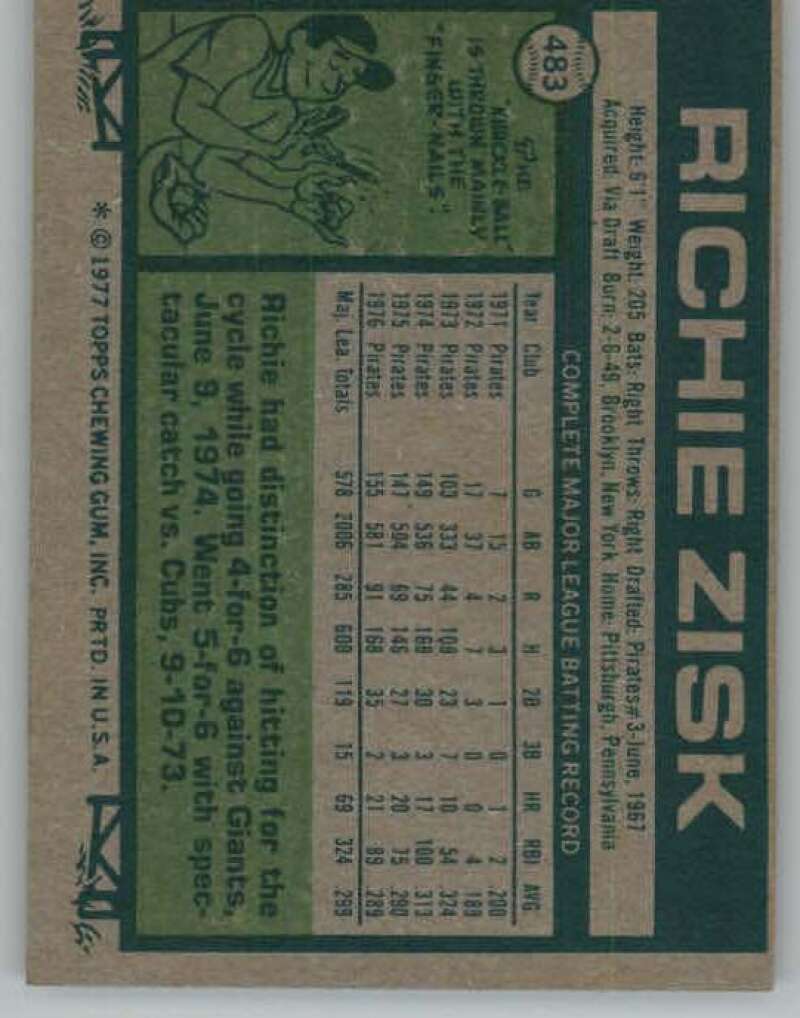 483
RICHIE ZISK
Height: 6'1" Weight: 205 Bats: Right Throws: Right Drafted: Pirates#3-June, 1967
Acquired: Via Draft Born: 2-6-49, Brooklyn, New York Home: Pittsburgh, Pennsylvania
COMPLETE MAJOR LEAGUE BATTING RECORD
Year Club G AB R H 2B 3B HR RBI AVG
1971 Pirates 7 15 2 3 1 0 1 2 .200
1972 Pirates 17 37 4 7 3 0 0 4 .189
1973 Pirates 103 333 44 108 23 7 10 54 .324
1974 Pirates 149 536 75 168 30 3 17 100 .313
1975 Pirates 147 504 69 146 27 3 20 75 .290
1976 Pirates 155 581 91 168 35 2 21 89 .289
Maj. Lea. Totals 578 2006 285 600 119 15 69 324 .299
THE
"KNUCKLE-BALL"
IS THROWN MAINLY
WITH THE
"FINGER-NAILS".
Richie had distinction of hitting for the
cycle while going 4-for-6 against Giants,
June 9, 1974. Went 5-for-6 with spec-
tacular catch vs. Cubs, 9-10-73.
* © 1977 TOPPS CHEWING GUM, INC. PRTD. IN U.S.A.